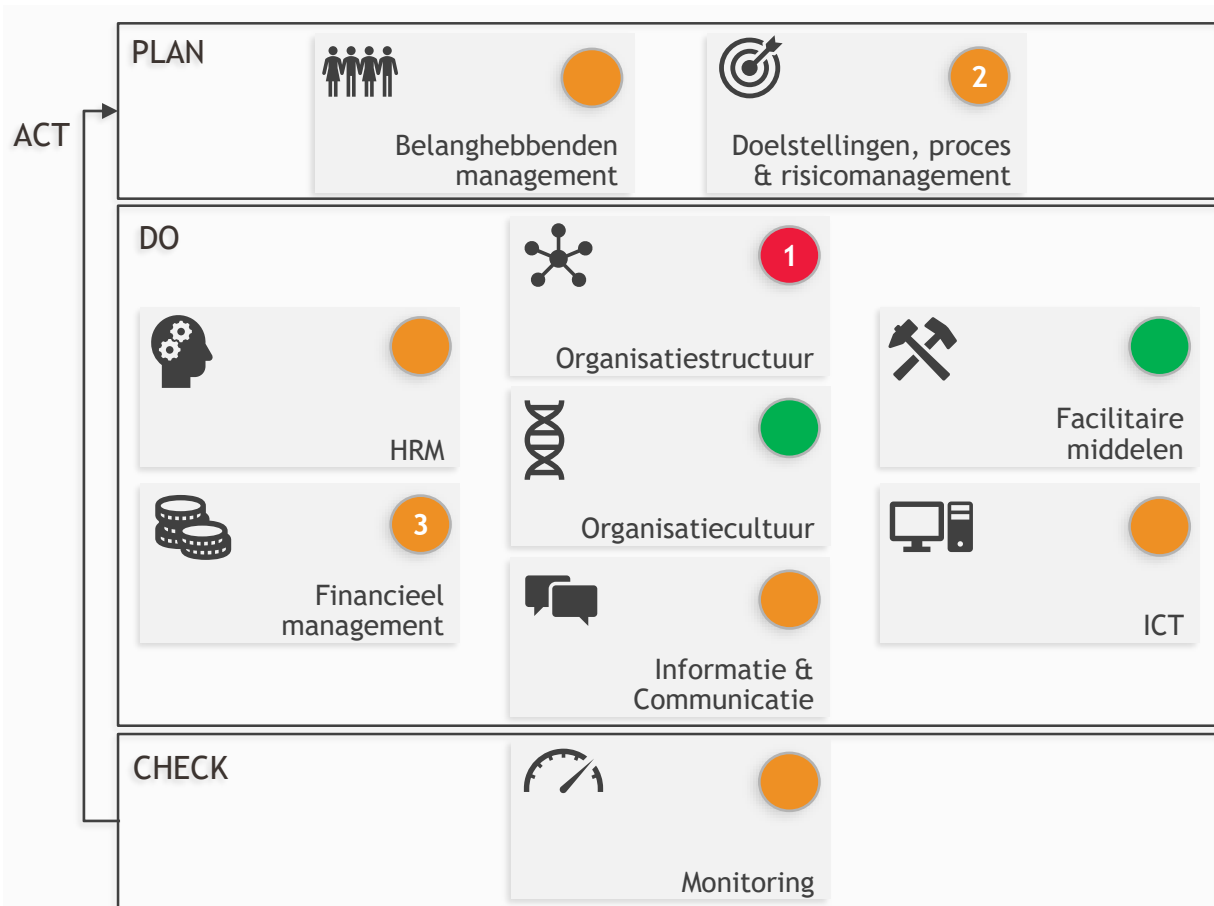 PLAN
Belanghebbenden
management
2
Doelstellingen, proces
& risicomanagement
ACT
DO
1
Organisatiestructuur
HRM
Organisatiecultuur
Facilitaire
middelen
3
Financieel
management
Informatie &
Communicatie
ICT
CHECK
Monitoring